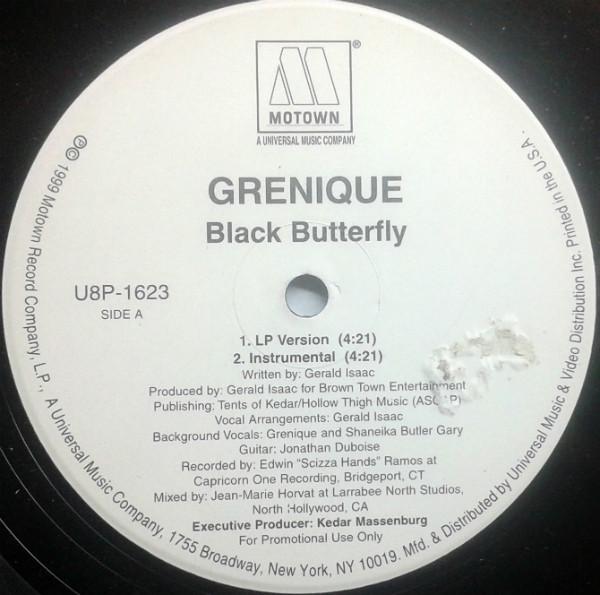 M
®
MOTOWN
A UNIVERSAL MUSIC COMPANY
GRENIQUE
Black Butterfly
U8P-1623
SIDE A
1. LP Version (4:21)
2. Instrumental (4:21)
Written by: Gerald Isaac
Produced by: Gerald Isaac for Brown Town Entertainment
Publishing: Tents of Kedar/Hollow Thigh Music
Vocal Arrangements: Gerald Isaac
Background Vocals: Grenique and Shaneika Butler Gary
Guitar: Jonathan Duboise
Recorded by: Edwin "Scizza Hands" Ramos at
Capricorn One Recording, Bridgeport, CT
Mixed by: Jean-Marie Horvat at Larrabee North Studios,
North Hollywood, CA
Executive Producer: Kedar Massenburg
For Promotional Use Only
℗© 1999 Motown Record Company, L.P., A Universal Music Company, 1755 Broadway, New York, NY 10019. Mfd. & Distributed by Universal Music & Video Distribution Inc. Printed in the U.S.A.